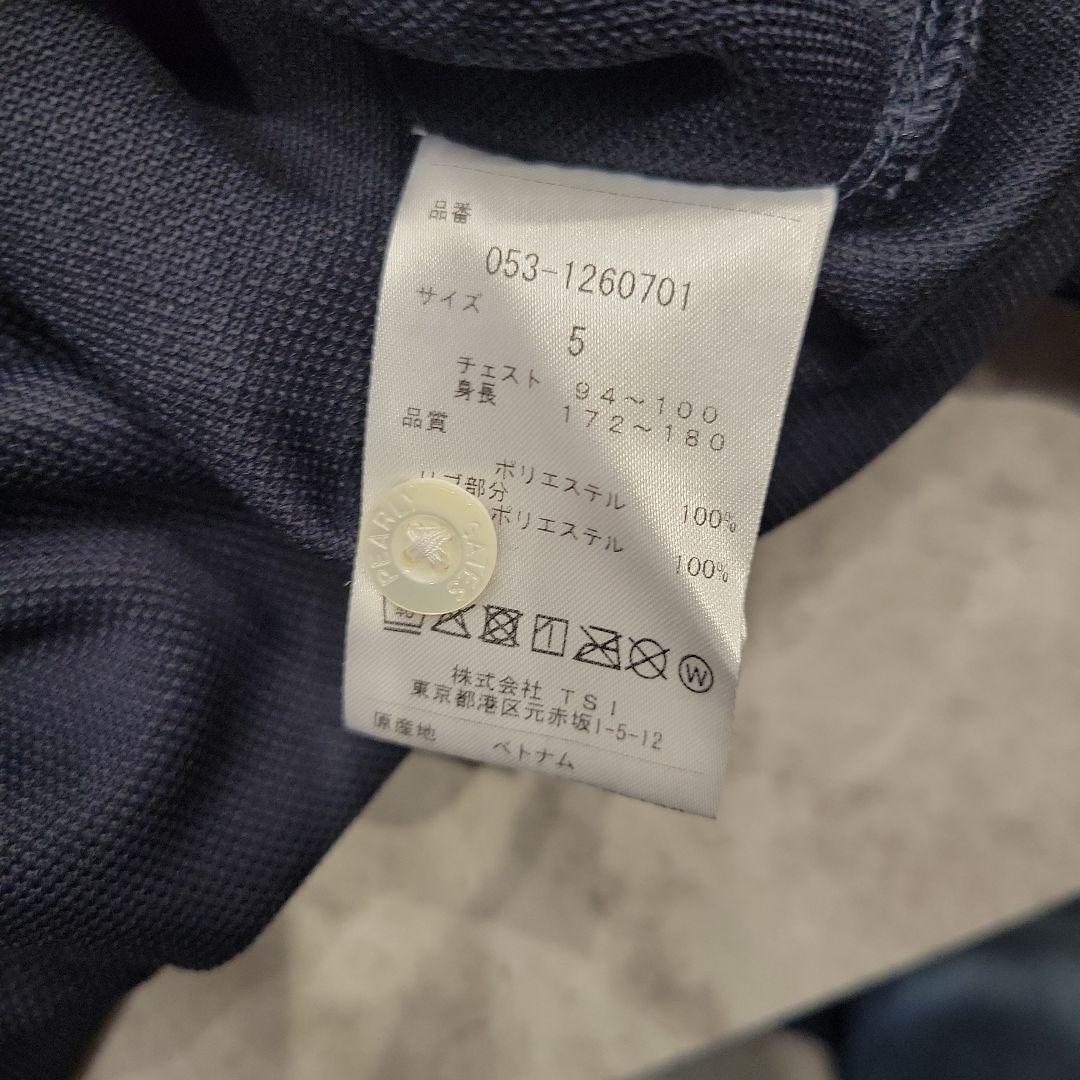 品番
053-1260701
サイズ
5
チェスト 94～100
身長 172～180
品質
ポリエステル 100%
リブ部分
ポリエステル 100%
PEARLY GATES
W
株式会社 TSI
東京都港区元赤坂1-5-12
原産地 ベトナム